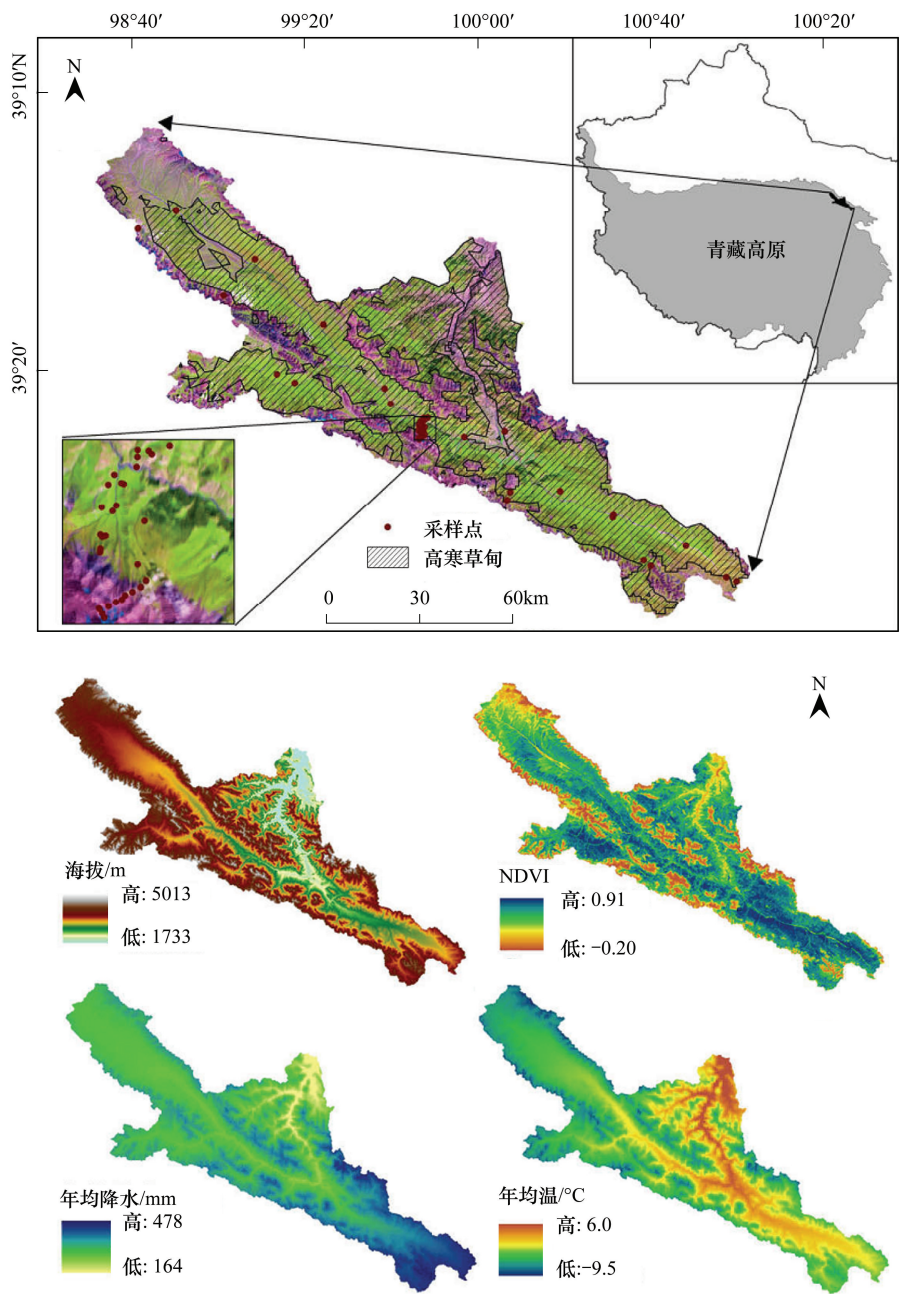 98°40′
99°20′
100°00′
100°40′
100°20′
39°10′N
N
青藏高原
39°20′
采样点
高寒草甸
0
30
60km
N
海拔/m
高: 5013
低: 1733
NDVI
高: 0.91
低: −0.20
年均降水/mm
高: 478
低: 164
年均温/°C
高: 6.0
低:−9.5